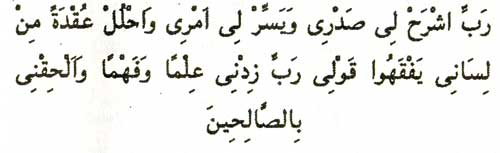 رَبِّ اشْرَحْ لِى صَدْرِى وَيَسِّرْ لِى اَمْرِى وَاحْلُلْ عُقْدَةً مِنْ
لِسَانِى يَفْقَهُوا قَوْلِى رَبِّ زِدْنِى عِلْمًا وَفَهْمًا وَاَلْحِقْنِى
بِالصَّالِحِينَ